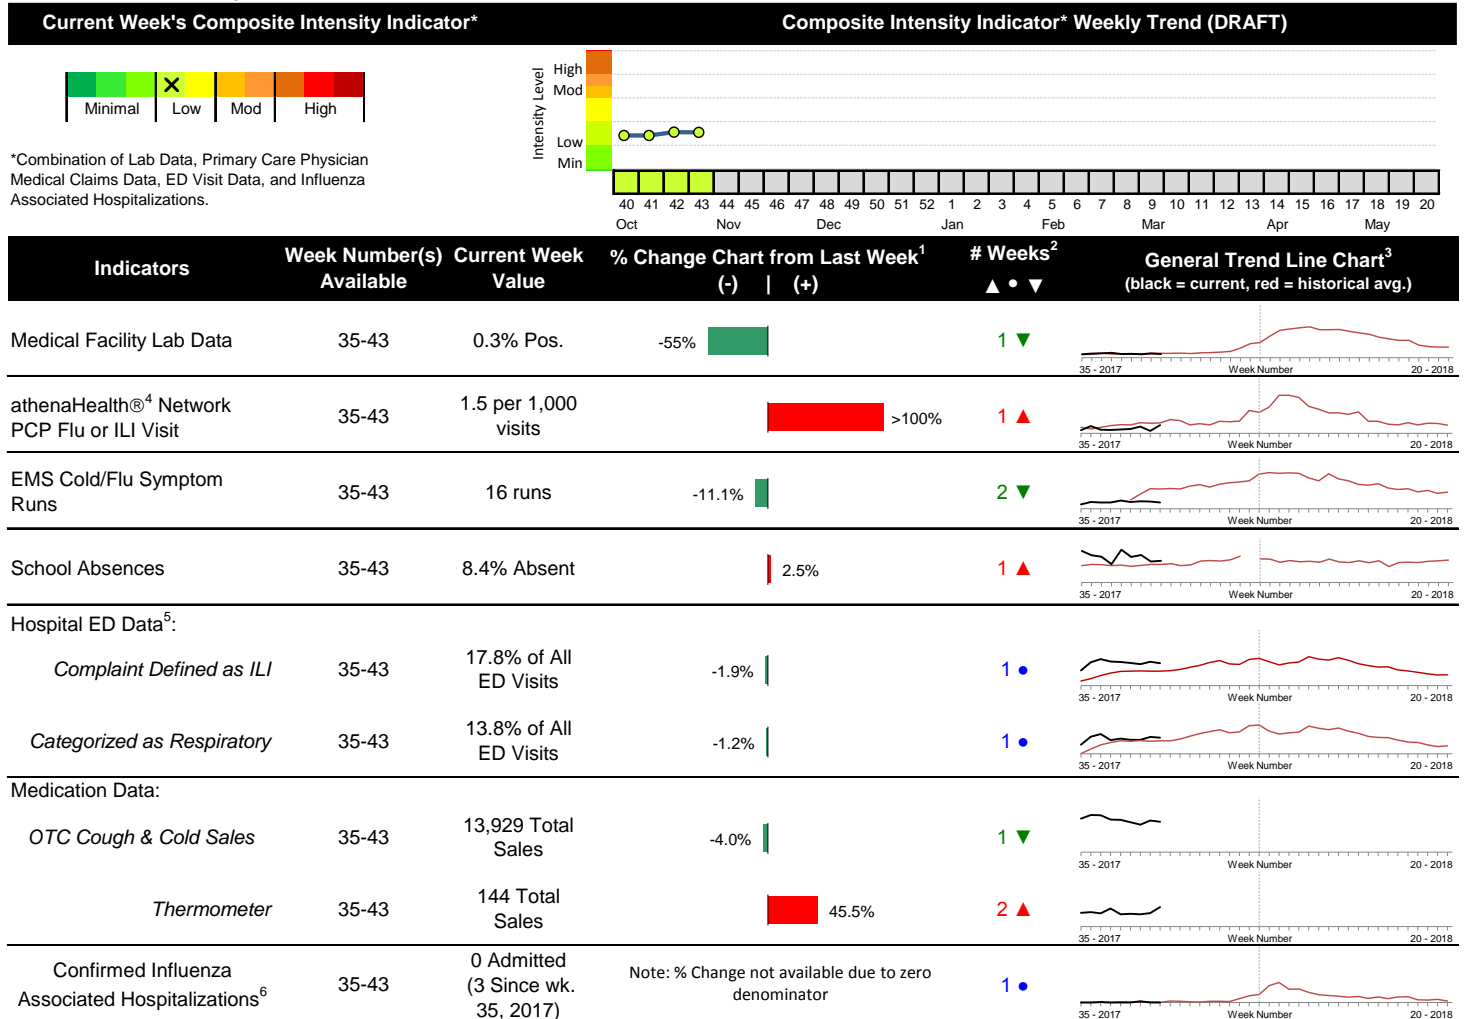 Current Week's Composite Intensity Indicator*
Composite Intensity Indicator* Weekly Trend (DRAFT)
Minimal Low Mod High
*Combination of Lab Data, Primary Care Physician
Medical Claims Data, ED Visit Data, and Influenza
Associated Hospitalizations.
Intensity Level
High
Mod
Low
Min
40 41 42 43 44 45 46 47 48 49 50 51 52 1 2 3 4 5 6 7 8 9 10 11 12 13 14 15 16 17 18 19 20
Oct Nov Dec Jan Feb Mar Apr May
Indicators
Week Number(s)
Available
Current Week
Value
% Change Chart from Last Week1
(-) | (+)
# Weeks2
▲ ● ▼
General Trend Line Chart3
(black = current, red = historical avg.)
Medical Facility Lab Data
35-43
0.3% Pos.
-55%
1 ▼
35 - 2017 Week Number 20 - 2018
athenaHealth®4 Network
PCP Flu or ILI Visit
35-43
1.5 per 1,000
visits
>100%
1 ▲
35 - 2017 Week Number 20 - 2018
EMS Cold/Flu Symptom
Runs
35-43
16 runs
-11.1%
2 ▼
35 - 2017 Week Number 20 - 2018
School Absences
35-43
8.4% Absent
2.5%
1 ▲
35 - 2017 Week Number 20 - 2018
Hospital ED Data5:
Complaint Defined as ILI
35-43
17.8% of All
ED Visits
-1.9%
1 ●
35 - 2017 Week Number 20 - 2018
Categorized as Respiratory
35-43
13.8% of All
ED Visits
-1.2%
1 ●
35 - 2017 Week Number 20 - 2018
Medication Data:
OTC Cough & Cold Sales
35-43
13,929 Total
Sales
-4.0%
1 ▼
35 - 2017 Week Number 20 - 2018
Thermometer
35-43
144 Total
Sales
45.5%
2 ▲
35 - 2017 Week Number 20 - 2018
Confirmed Influenza
Associated Hospitalizations6
35-43
0 Admitted
(3 Since wk.
35, 2017)
Note: % Change not available due to zero
denominator
1 ●
35 - 2017 Week Number 20 - 2018